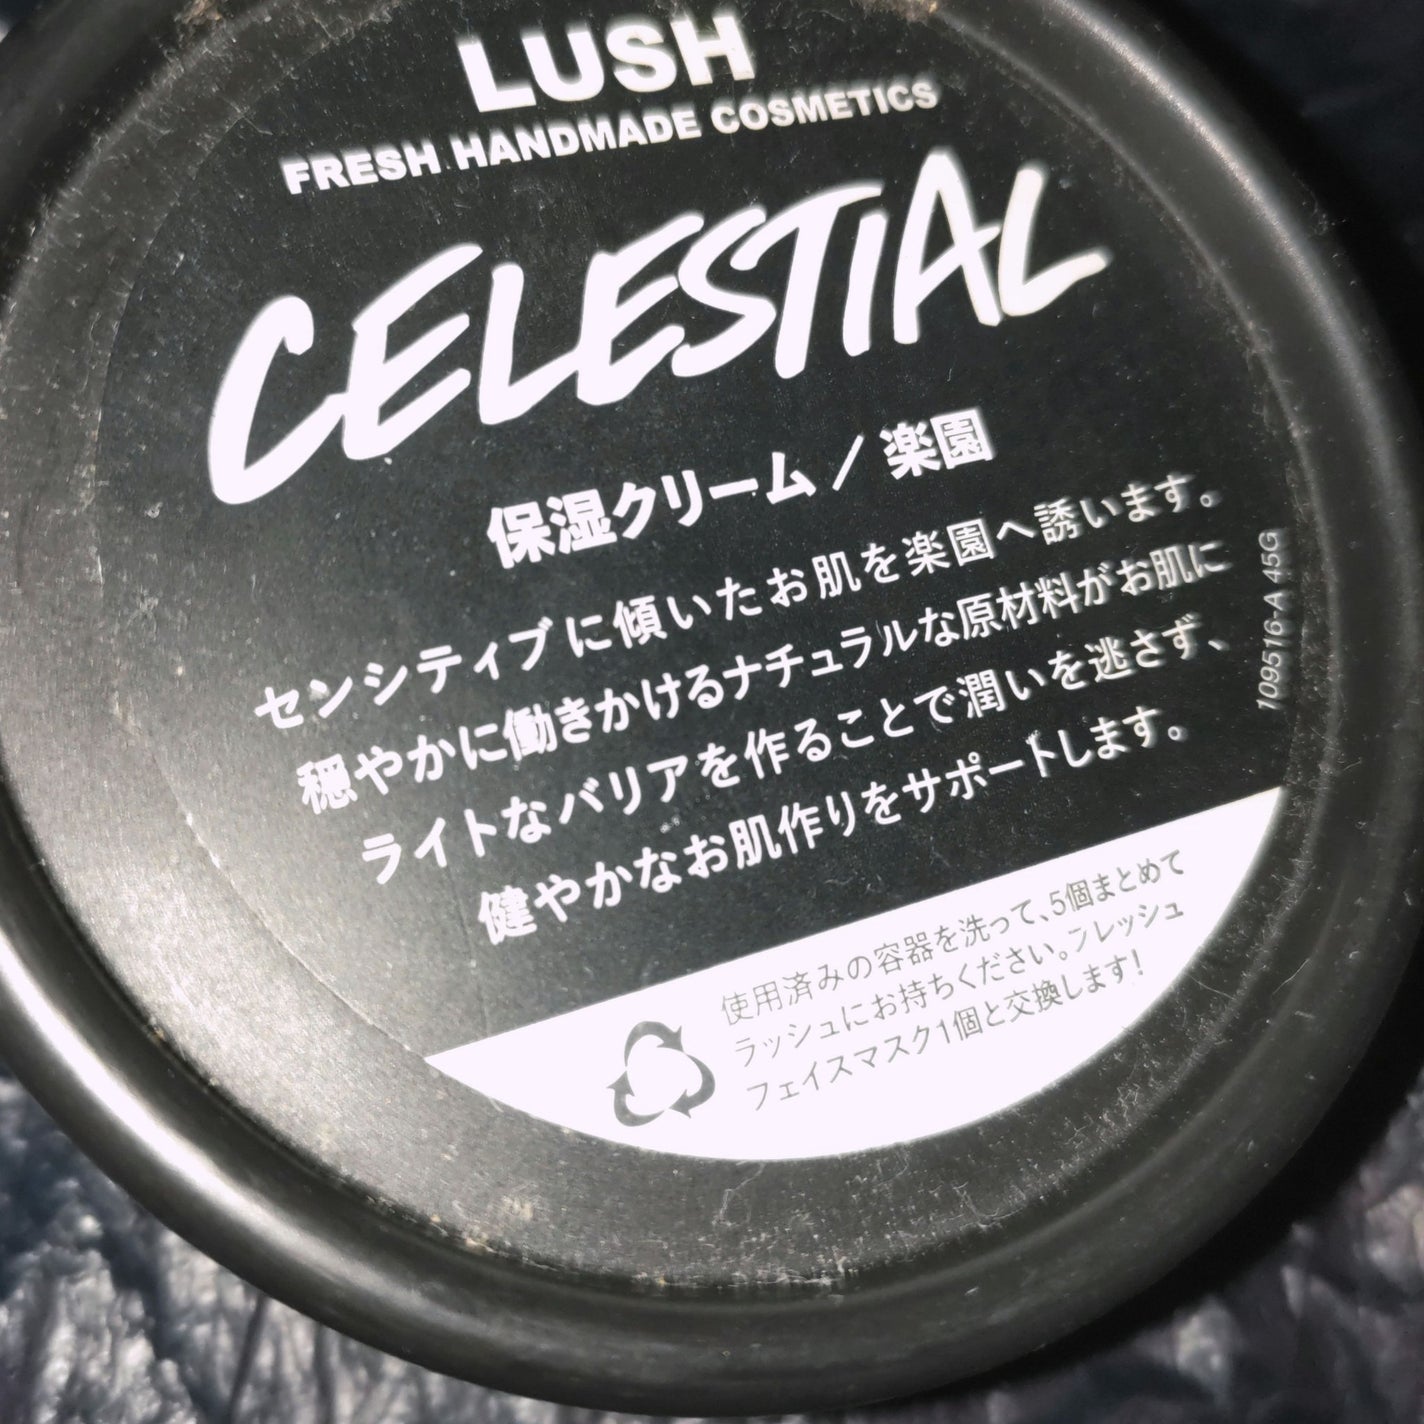 LUSH
FRESH HANDMADE COSMETICS
CELESTIAL
保湿クリーム / 楽園
センシティブに傾いたお肌を楽園へ誘います。
穏やかに働きかけるナチュラルな原材料がお肌に
ライトなバリアを作ることで潤いを逃さず、
健やかなお肌作りをサポートします。
109516-A 45G
使用済みの容器を洗って、5個まとめて
ラッシュにお持ちください。フレッシュ
フェイスマスク1個と交換します!